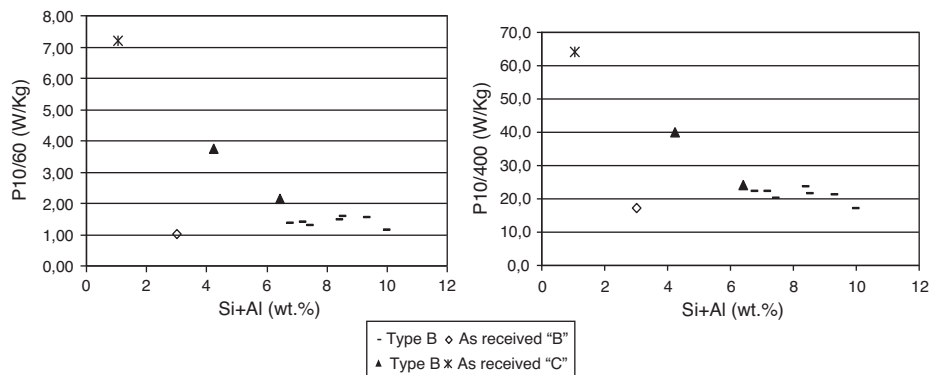 8,00
7,00
6,00
5,00
4,00
3,00
2,00
1,00
0,00
P10/60 (W/Kg)
0 2 4 6 8 10 12
Si+Al (wt.%)
70,0
60,0
50,0
40,0
30,0
20,0
10,0
0,0
P10/400 (W/Kg)
0 2 4 6 8 10 12
Si+Al (wt.%)
- Type B ◇ As received “B”
▲ Type B ж As received “C”